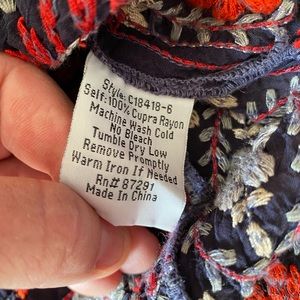 Style: C18418-6
Self:100% Cupra Rayon
Machine Wash Cold
No Bleach
Tumble Dry Low
Remove Promptly
Warm Iron If Needed
Rn# 87291
Made In China